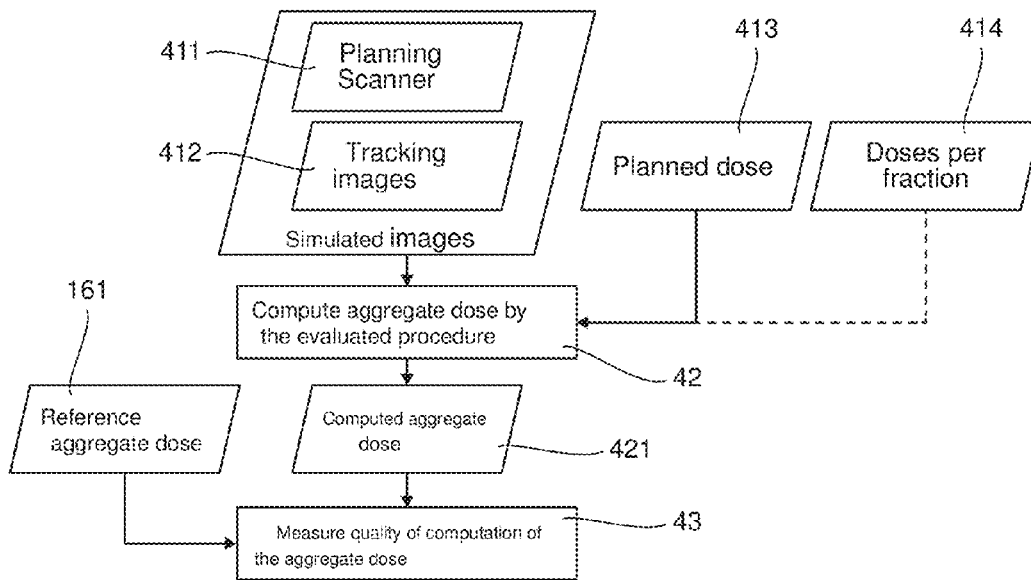 411
Planning
Scanner
412
Tracking
images
Simulated images
413
Planned dose
414
Doses per
fraction
Compute aggregate dose by
the evaluated procedure
42
161
Reference
aggregate dose
Computed aggregate
dose
421
Measure quality of computation of
the aggregate dose
43